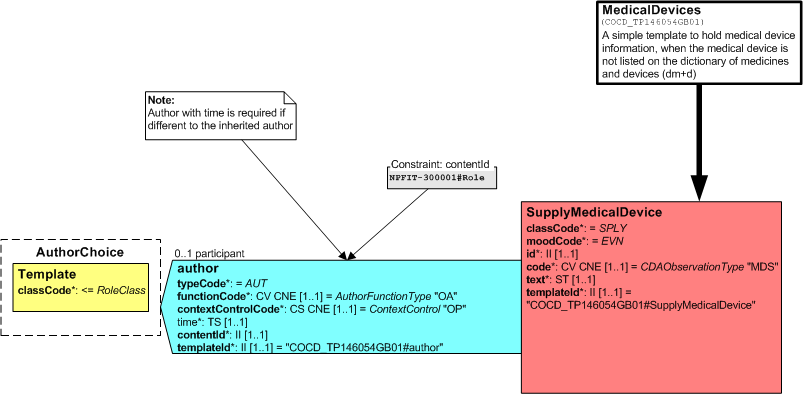 MedicalDevices
(COCD_TP146054GB01)
A simple template to hold medical device
information, when the medical device is
not listed on the dictionary of medicines
and devices (dm+d)
Note:
Author with time is required if
different to the inherited author
Constraint: contentId
NPFIT-300001#Role
AuthorChoice
Template
classCode*: <= RoleClass
0..1 participant
author
typeCode*: = AUT
functionCode*: CV CNE [1..1] = AuthorFunctionType "OA"
contextControlCode*: CS CNE [1..1] = ContextControl "OP"
time*: TS [1..1]
contentId*: II [1..1]
templateId*: II [1..1] = "COCD_TP146054GB01#author"
SupplyMedicalDevice
classCode*: = SPLY
moodCode*: = EVN
id*: II [1..1]
code*: CV CNE [1..1] = CDAObservationType "MDS"
text*: ST [1..1]
templateId*: II [1..1] =
"COCD_TP146054GB01#SupplyMedicalDevice"